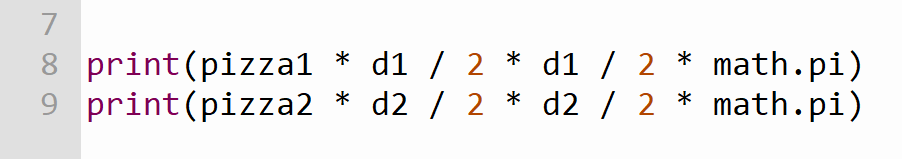 7
8 print(pizza1 * d1 / 2 * d1 / 2 * math.pi)
9 print(pizza2 * d2 / 2 * d2 / 2 * math.pi)